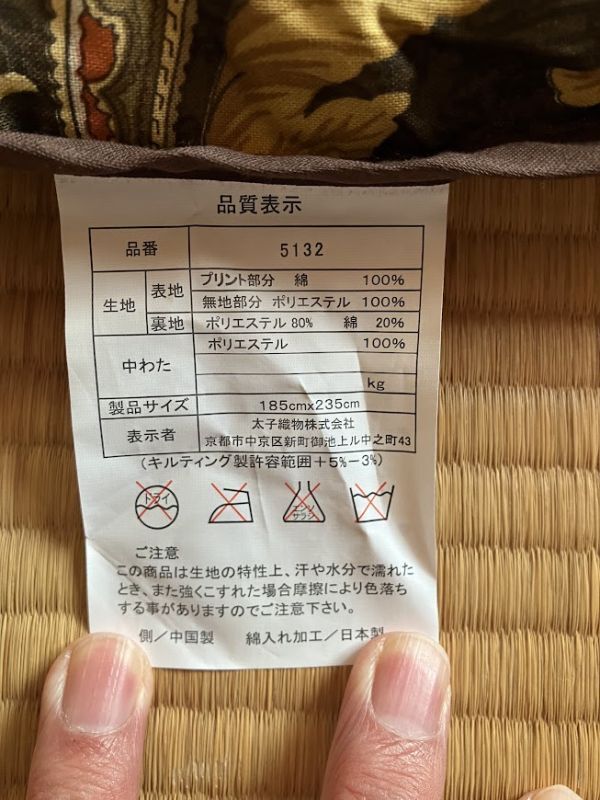 品質表示
品番 5132
生地 表地 プリント部分 綿 100%
無地部分 ポリエステル 100%
裏地 ポリエステル 80% 綿 20%
中わた ポリエステル 100%
kg
製品サイズ 185cmx235cm
表示者 太子織物株式会社
京都市中京区新町御池上ル中之町43
(キルティング製許容範囲+5%-3%)
ドライ エンソサラシ
ご注意
この商品は生地の特性上、汗や水分で濡れた
とき、また強くこすれた場合摩擦により色落ち
する事がありますのでご注意下さい。
側/中国製 綿入れ加工/日本製